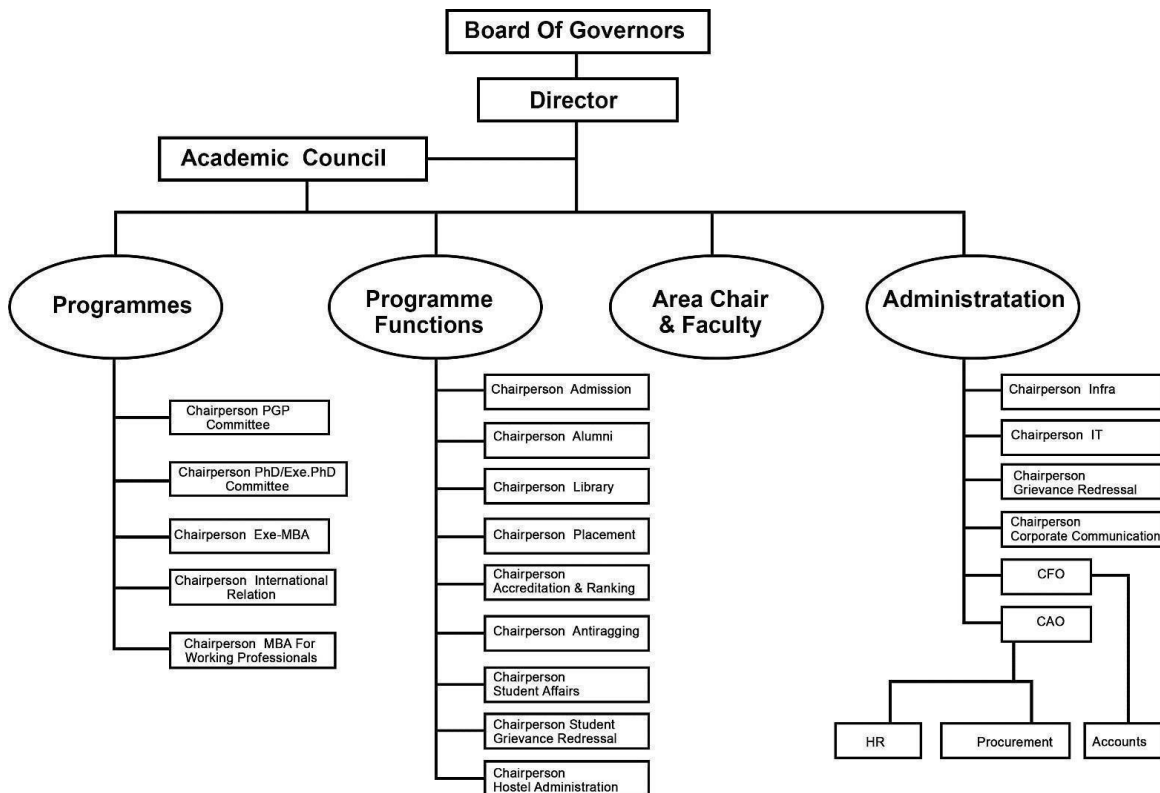 Board Of Governors
Director
Academic Council
Programmes
Programme
Functions
Area Chair
& Faculty
Administratation
Chairperson PGP
Committee
Chairperson PhD/Exe.PhD
Committee
Chairperson Exe-MBA
Chairperson International
Relation
Chairperson MBA For
Working Professionals
Chairperson Admission
Chairperson Alumni
Chairperson Library
Chairperson Placement
Chairperson
Accreditation & Ranking
Chairperson Antiragging
Chairperson
Student Affairs
Chairperson Student
Grievance Redressal
Chairperson
Hostel Administration
Chairperson Infra
Chairperson IT
Chairperson
Grievance Redressal
Chairperson
Corporate Communication
CFO
CAO
HR
Procurement
Accounts